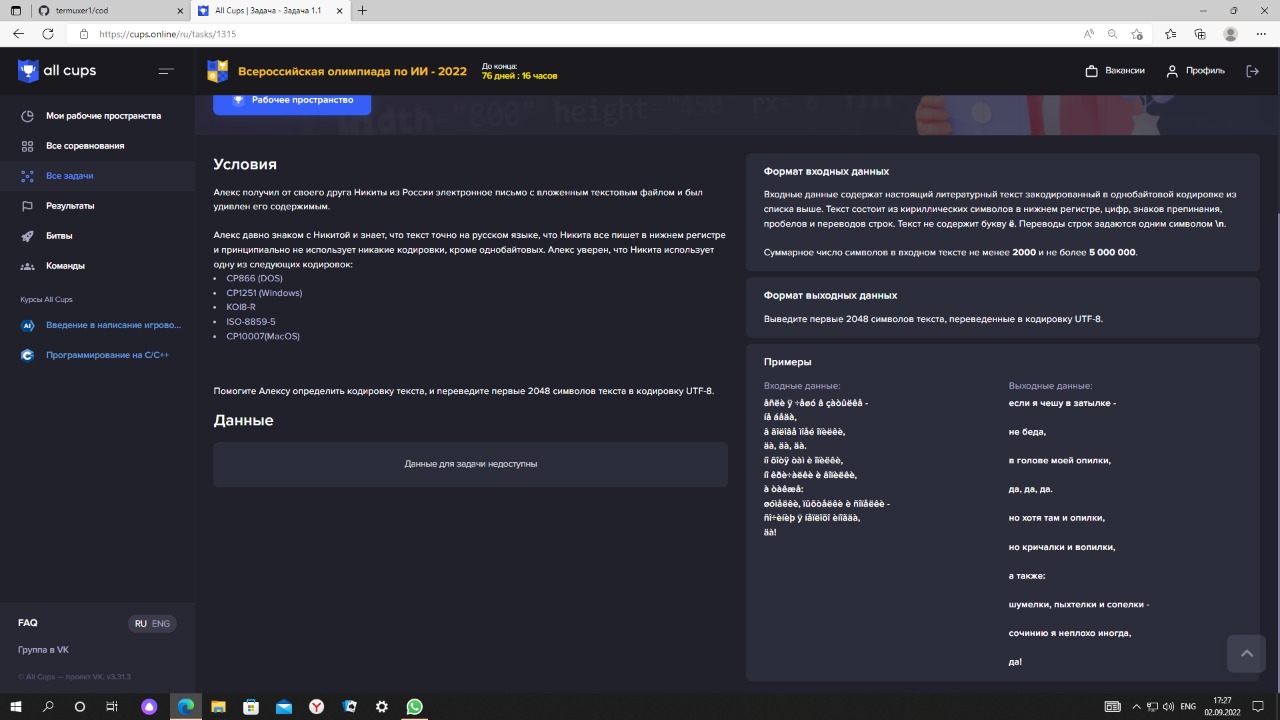 termuxer1/cod
All Cups | Задача - Задача 1.1
https://cups.online/ru/tasks/1315
all cups
Всероссийская олимпиада по ИИ - 2022
До конца:
76 дней : 16 часов
Вакансии
Профиль
Мои рабочие пространства
Все соревнования
Все задачи
Результаты
Битвы
Команды
Курсы All Cups
Введение в написание игрово...
Программирование на C/C++
FAQ
RU ENG
Группа в VK
© All Cups — проект VK. v3.31.3
Рабочее пространство
Условия
Алекс получил от своего друга Никиты из России электронное письмо с вложенным текстовым файлом и был
удивлен его содержимым.
Алекс давно знаком с Никитой и знает, что текст точно на русском языке, что Никита все пишет в нижнем регистре
и принципиально не использует никакие кодировки, кроме однобайтовых. Алекс уверен, что Никита использует
одну из следующих кодировок:
• CP866 (DOS)
• CP1251 (Windows)
• KOI8-R
• ISO-8859-5
• CP10007(MacOS)
Помогите Алексу определить кодировку текста, и переведите первые 2048 символов текста в кодировку UTF-8.
Данные
Данные для задачи недоступны
Формат входных данных
Входные данные содержат настоящий литературный текст закодированный в однобайтовой кодировке из
списка выше. Текст состоит из кириллических символов в нижнем регистре, цифр, знаков препинания,
пробелов и переводов строк. Текст не содержит букву ё. Переводы строк задаются одним символом \n.
Суммарное число символов в входном тексте не менее 2000 и не более 5 000 000.
Формат выходных данных
Выведите первые 2048 символов текста, переведенные в кодировку UTF-8.
Примеры
Входные данные:
åñëè ÿ ÷åøó â çàòûëêå -
íå áåäà,
â ãîëîâå ìîåé îïèëêè,
äà, äà, äà.
íî õîòÿ òàì è îïèëêè,
íî êðè÷àëêè è âîïèëêè,
à òàêæå:
øóìåëêè, ïûõòåëêè è ñîïåëêè -
ñî÷èíèþ ÿ íåïëîõî èíîãäà,
äà!
Выходные данные:
если я чешу в затылке -
не беда,
в голове моей опилки,
да, да, да.
но хотя там и опилки,
но кричалки и вопилки,
а также:
шумелки, пыхтелки и сопелки -
сочинию я неплохо иногда,
да!
ENG
17:27
02.09.2022